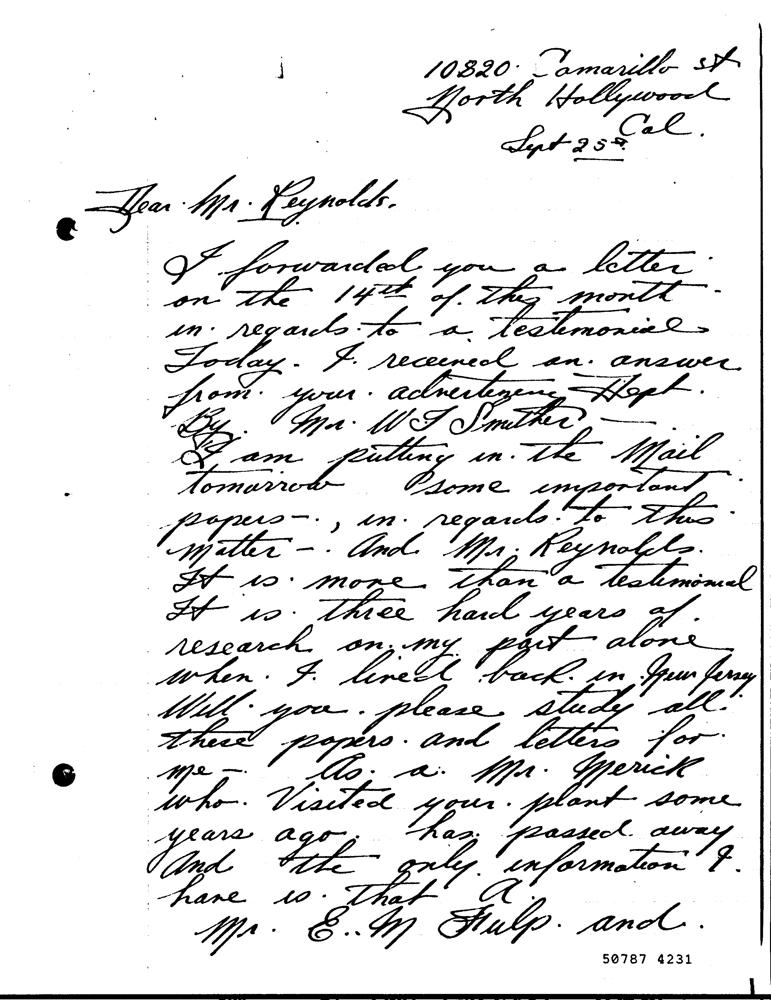 10820. Camarillo st
North Hollywood
Cal.
Sept 25th
Dear. Mr. Reynolds.
I forwarded you a letter
on the 14th of. this month -
in. regards. to a. testimonial
Today. I. received an. answer
from. your. advertizing Dept.
By. Mr. W F Smither -
I am putting in. the Mail
tomorrow some important
papers -. , in. regards. to this
matter -. And. Mr. Reynolds.
It is. more than a testimonial
It is. three hard years of.
research on. my part alone
when. I. lived back. in. New Jersey
Will. you. please study all.
these papers. and letters for.
me -. As. a. Mr. Merick
who. Visited your. plant some
years ago. has. passed away
And the only. information I.
have is. that A
Mr. E.. M Fulp. and.
50787 4231